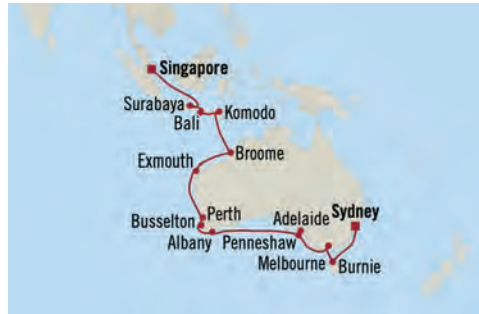 Singapore
Surabaya
Bali
Komodo
Broome
Exmouth
Perth
Busselton
Albany
Penneshaw
Adelaide
Sydney
Melbourne
Burnie